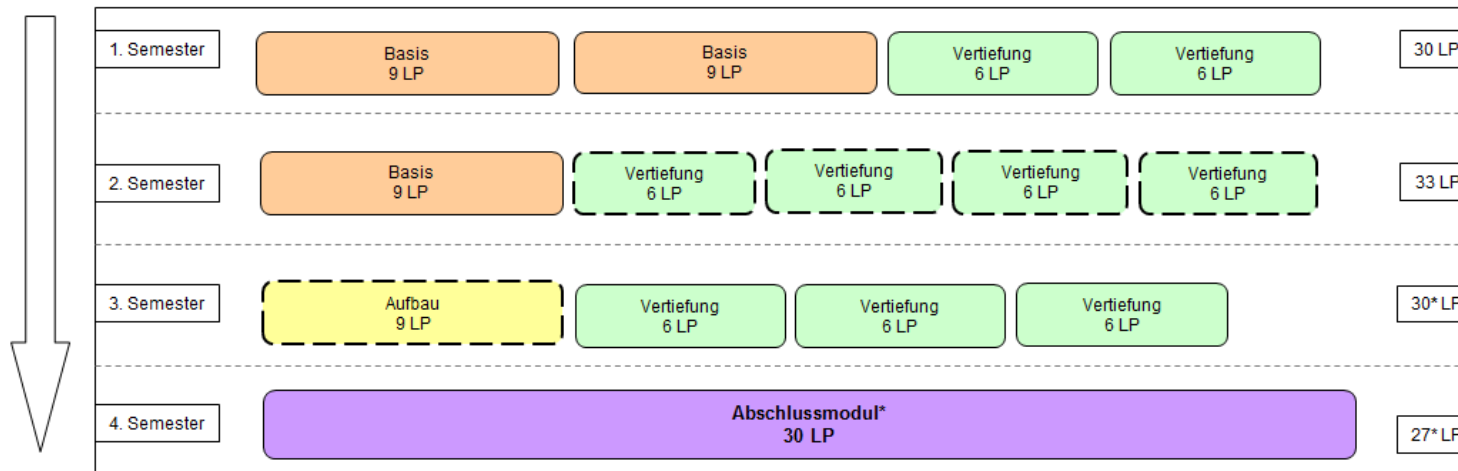 1. Semester
Basis
9 LP
Basis
9 LP
Vertiefung
6 LP
Vertiefung
6 LP
30 LP
2. Semester
Basis
9 LP
Vertiefung
6 LP
Vertiefung
6 LP
Vertiefung
6 LP
Vertiefung
6 LP
33 LP
3. Semester
Aufbau
9 LP
Vertiefung
6 LP
Vertiefung
6 LP
Vertiefung
6 LP
30* LP
4. Semester
Abschlussmodul*
30 LP
27* LP